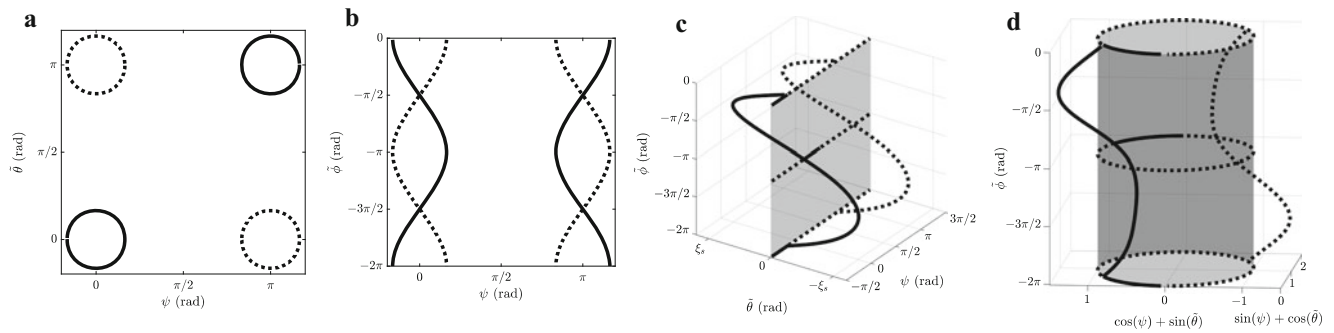 a
π
π/2
0
θ̃ (rad)
0
π/2
π
ψ (rad)
b
0
−π/2
−π
−3π/2
−2π
φ̃ (rad)
0
π/2
π
ψ (rad)
c
0
−π/2
−π
−3π/2
−2π
φ̃ (rad)
ξₛ
0
−ξₛ
θ̃ (rad)
−π/2
0
π/2
π
3π/2
ψ (rad)
d
0
−π/2
−π
−3π/2
−2π
φ̃ (rad)
1
0
−1
cos(ψ) + sin(θ̃)
0
1
2
sin(ψ) + cos(θ̃)